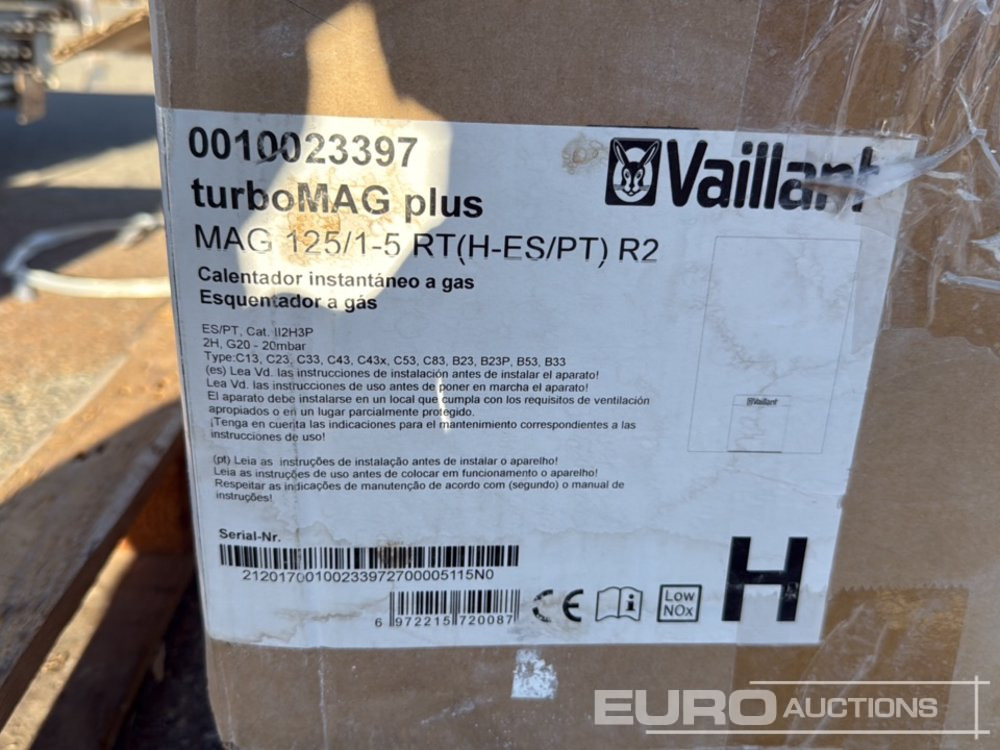 0010023397
Vaillant
turboMAG plus
MAG 125/1-5 RT(H-ES/PT) R2
Calentador instantáneo a gas
Esquentador a gás
ES/PT, Cat. II2H3P
2H, G20 - 20mbar
Type:C13, C23, C33, C43, C43x, C53, C83, B23, B23P, B53, B33
(es) Lea Vd. las instrucciones de instalación antes de instalar el aparato!
Lea Vd. las instrucciones de uso antes de poner en marcha el aparato!
El aparato debe instalarse en un local que cumpla con los requisitos de ventilación
apropiados o en un lugar parcialmente protegido.
¡Tenga en cuenta las indicaciones para el mantenimiento correspondientes a las
instrucciones de uso!
Vaillant
(pt) Leia as instruções de instalação antes de instalar o aparelho!
Leia as instruções de uso antes de colocar em funcionamento o aparelho!
Respeitar as indicações de manutenção de acordo com (segundo) o manual de
instruções!
Serial-Nr.
21201700100233972700005115N0
6 972215 720087
CE
i
Low
NOx
H
EURO AUCTIONS